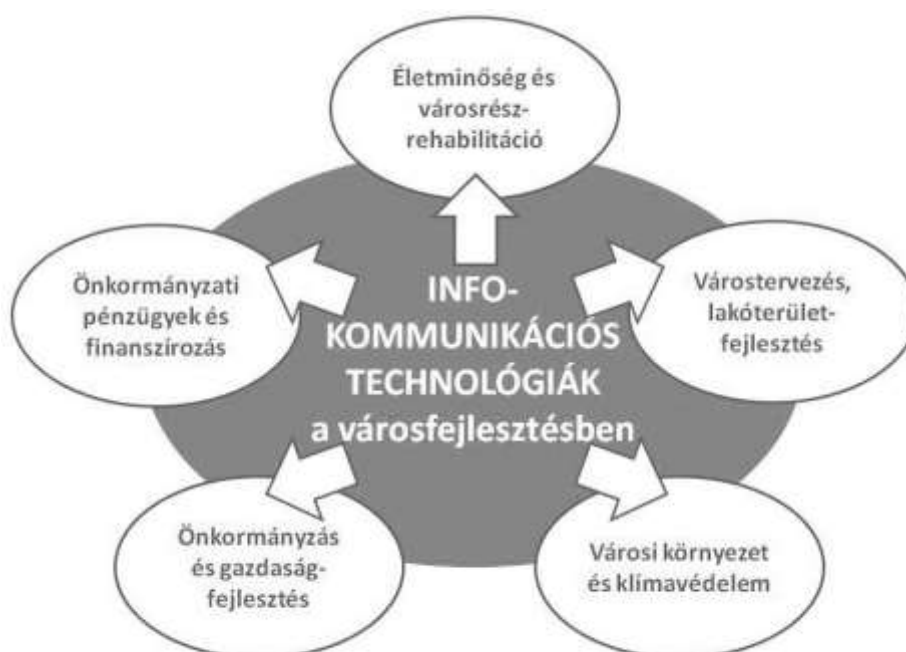 Életminőség és
városrész-
rehabilitáció
Önkormányzati
pénzügyek és
finanszírozás
INFO-
KOMMUNIKÁCIÓS
TECHNOLÓGIÁK
a városfejlesztésben
Várostervezés,
lakóterület-
fejlesztés
Önkormányzás
és gazdaság-
fejlesztés
Városi környezet
és klímavédelem